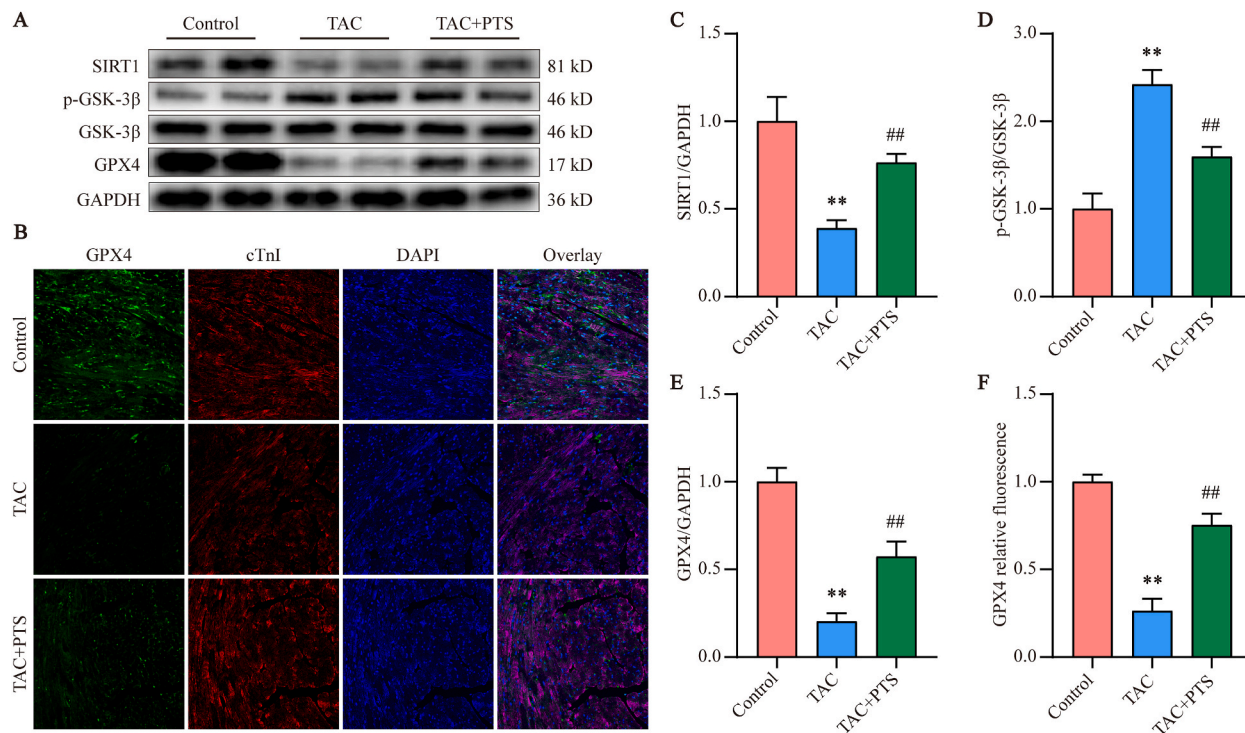 A
Control TAC TAC+PTS
SIRT1 81 kD
p-GSK-3β 46 kD
GSK-3β 46 kD
GPX4 17 kD
GAPDH 36 kD
B
GPX4 cTnI DAPI Overlay
Control
TAC
TAC+PTS
C
SIRT1/GAPDH
1.5
1.0
0.5
0.0
**
##
Control
TAC
TAC+PTS
D
p-GSK-3β/GSK-3β
3.0
2.0
1.0
0.0
**
##
Control
TAC
TAC+PTS
E
GPX4/GAPDH
1.5
1.0
0.5
0.0
**
##
Control
TAC
TAC+PTS
F
GPX4 relative fluorescence
1.5
1.0
0.5
0.0
**
##
Control
TAC
TAC+PTS